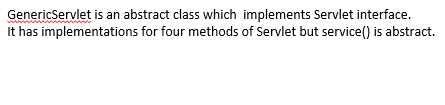 GenericServlet is an abstract class which  implements Servlet interface.
It has implementations for four methods of Servlet but service() is abstract.